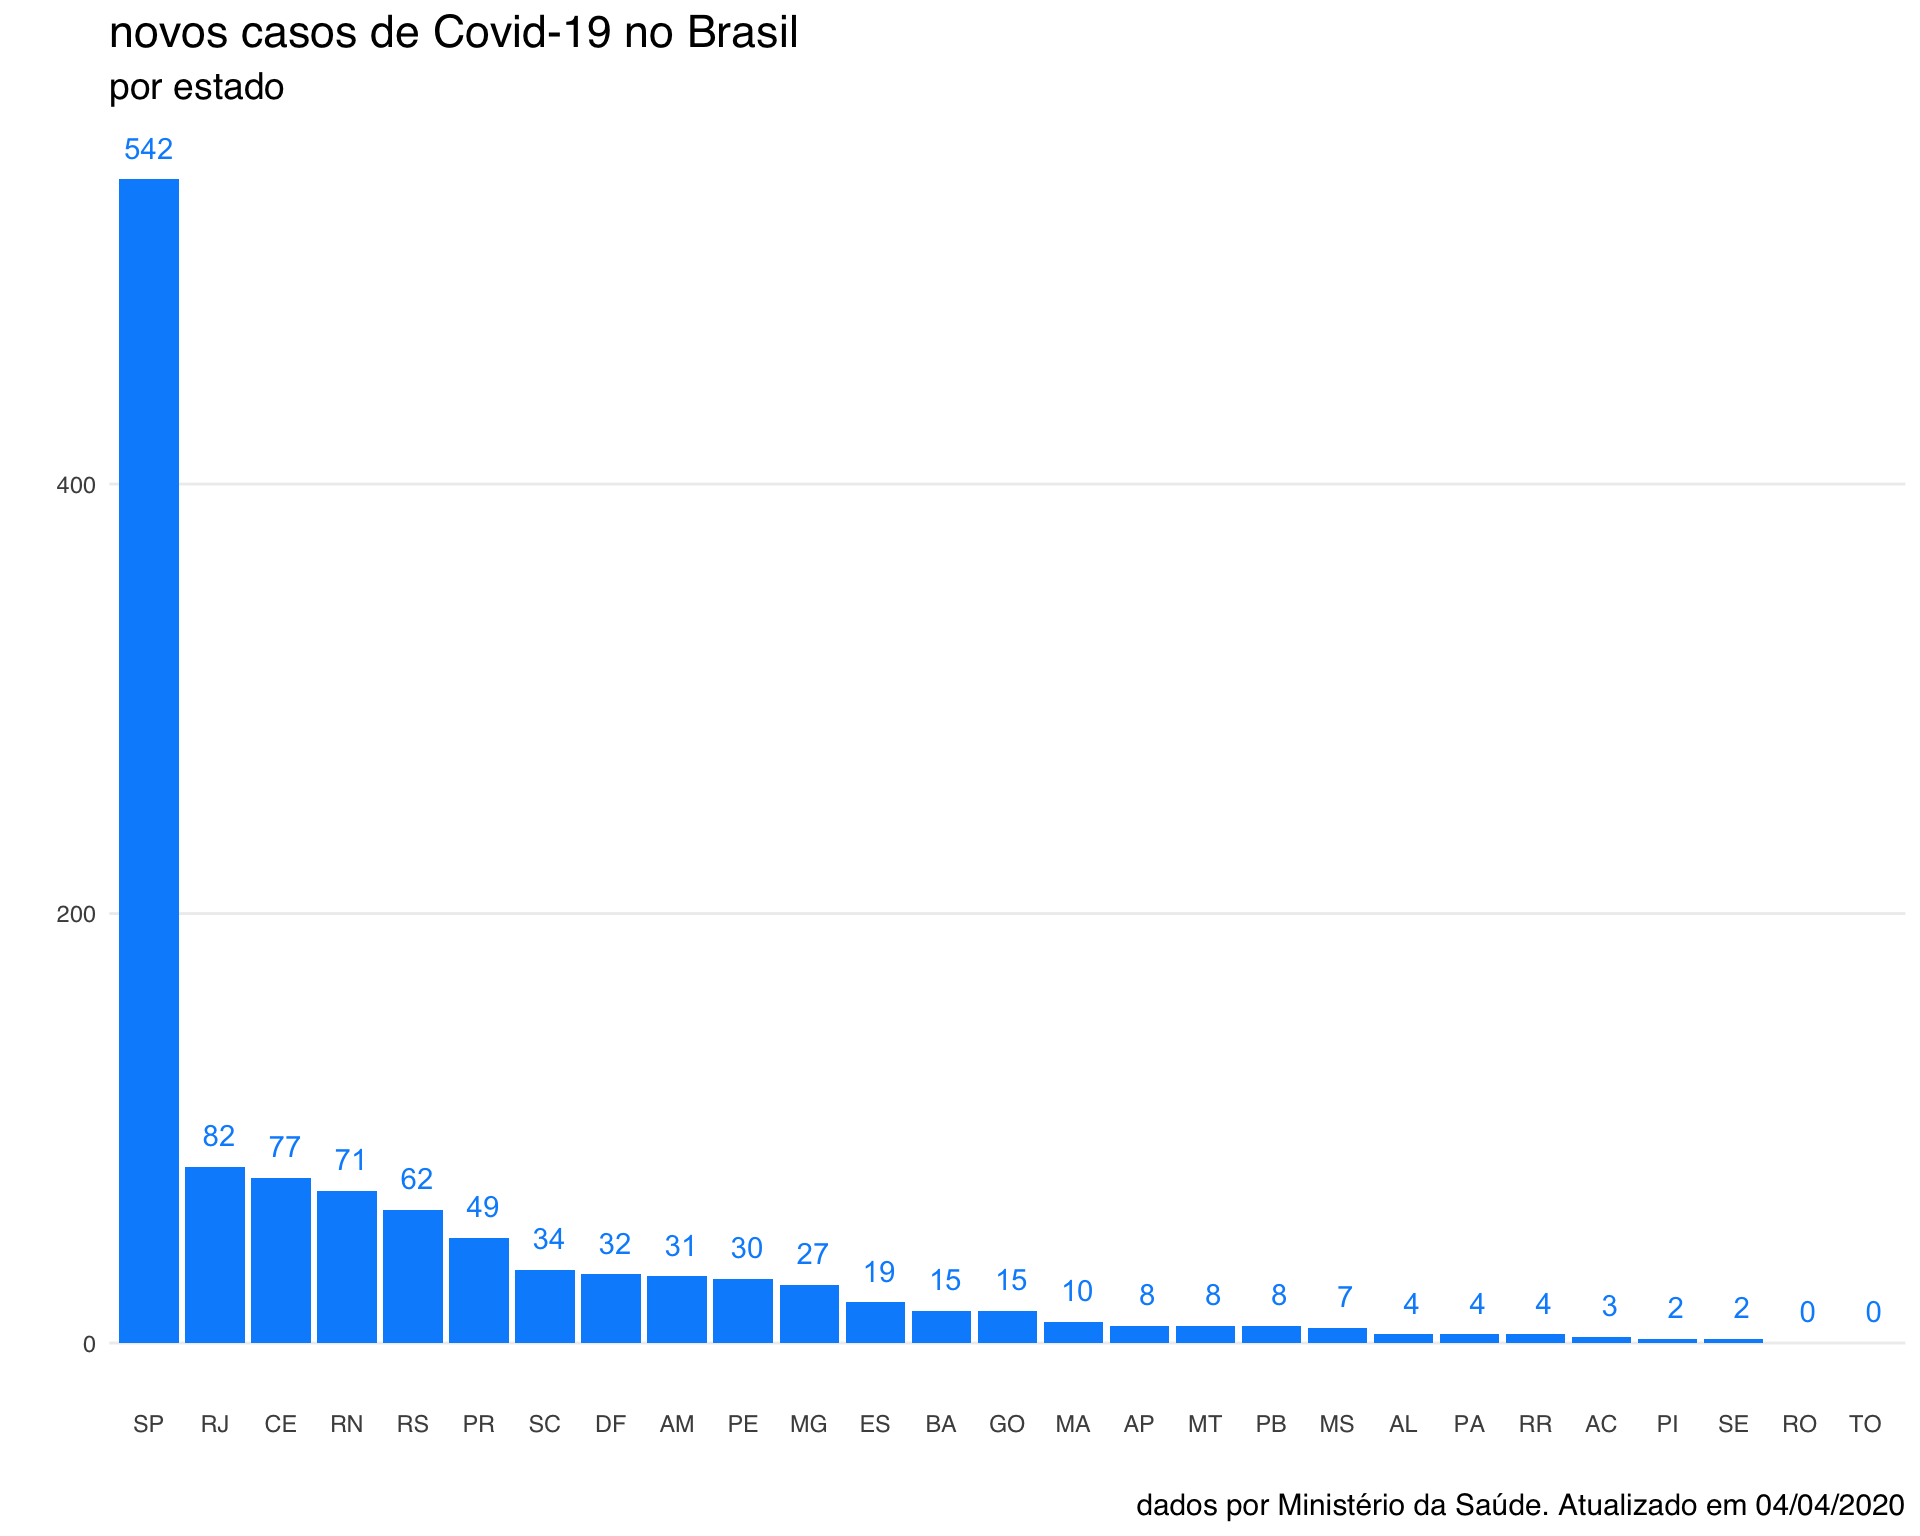 novos casos de Covid-19 no Brasil
por estado
542
400
200
82 77 71 62 49 34 32 31 30 27 19 15 15 10 8 8 8 7 4 4 4 3 2 2 0 0
0
SP RJ CE RN RS PR SC DF AM PE MG ES BA GO MA AP MT PB MS AL PA RR AC PI SE RO TO
dados por Ministério da Saúde. Atualizado em 04/04/2020